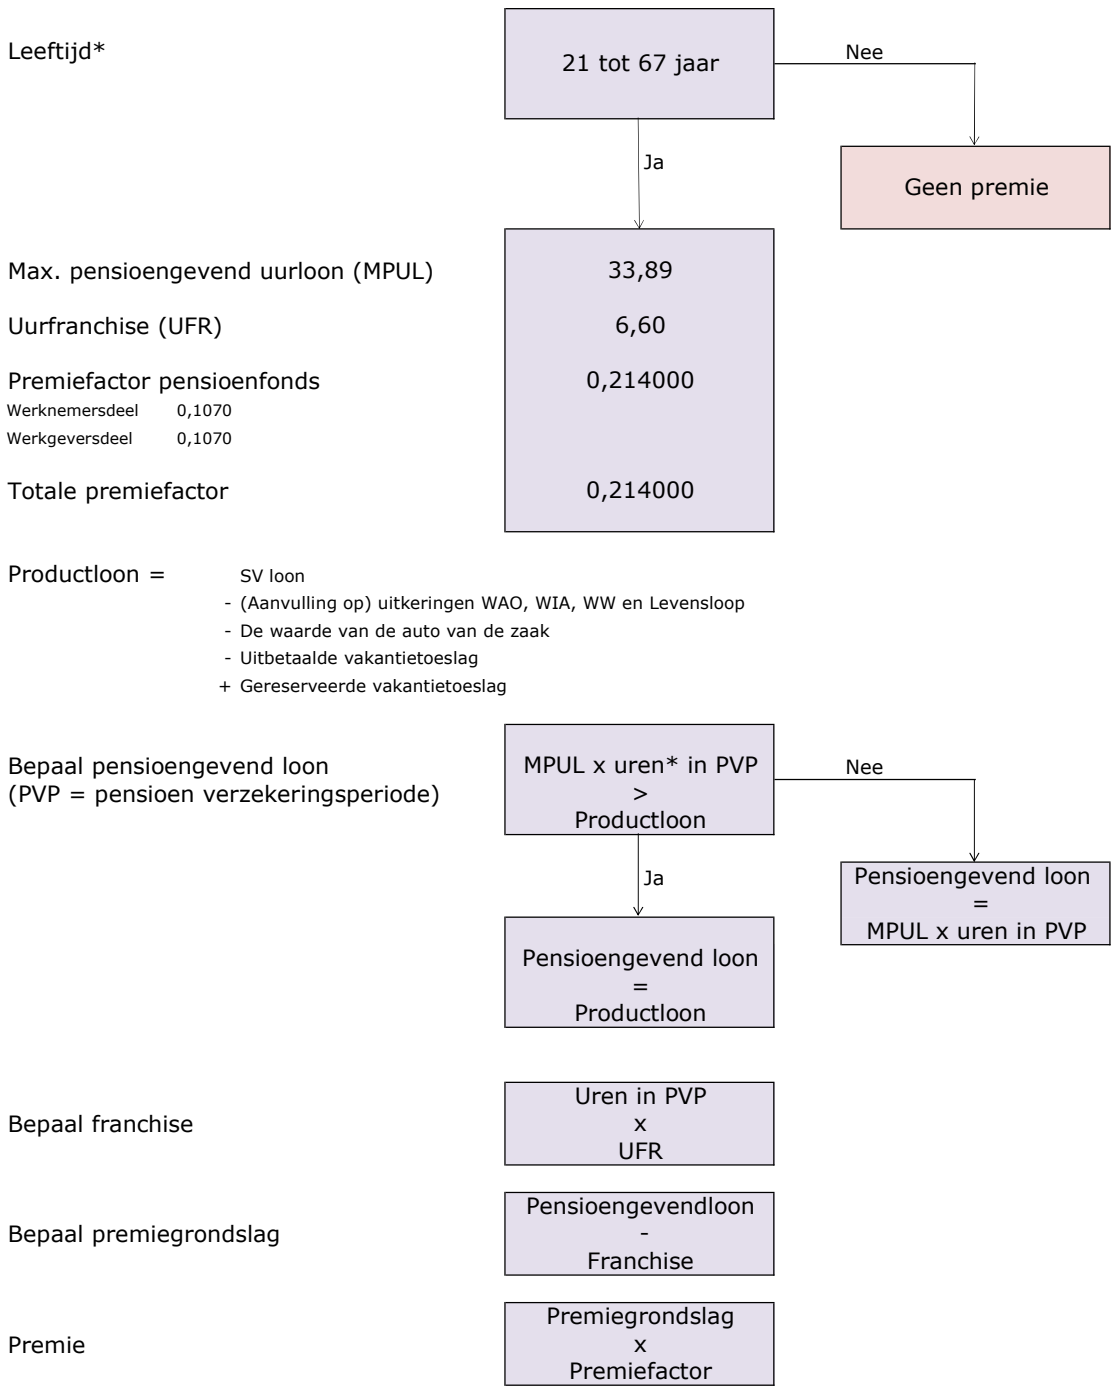 Leeftijd*
21 tot 67 jaar
Nee
Ja
Geen premie
Max. pensioengevend uurloon (MPUL) 33,89
Uurfranchise (UFR) 6,60
Premiefactor pensioenfonds 0,214000
Werknemersdeel 0,1070
Werkgeversdeel 0,1070
Totale premiefactor 0,214000
Productloon = SV loon
- (Aanvulling op) uitkeringen WAO, WIA, WW en Levensloop
- De waarde van de auto van de zaak
- Uitbetaalde vakantietoeslag
+ Gereserveerde vakantietoeslag
Bepaal pensioengevend loon
(PVP = pensioen verzekeringsperiode)
MPUL x uren* in PVP
>
Productloon
Nee
Ja
Pensioengevend loon
=
MPUL x uren in PVP
Pensioengevend loon
=
Productloon
Bepaal franchise
Uren in PVP
x
UFR
Bepaal premiegrondslag
Pensioengevendloon
-
Franchise
Premie
Premiegrondslag
x
Premiefactor